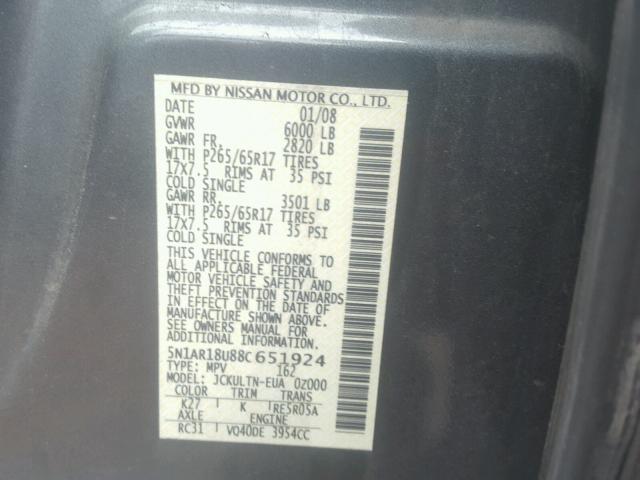 MFD BY NISSAN MOTOR CO., LTD.
DATE 01/08
GVWR 6000 LB
GAWR FR. 2820 LB
WITH P265/65R17 TIRES
17X7.5 RIMS AT 35 PSI
COLD SINGLE
GAWR RR. 3501 LB
WITH P265/65R17 TIRES
17X7.5 RIMS AT 35 PSI
COLD SINGLE
THIS VEHICLE CONFORMS TO
ALL APPLICABLE FEDERAL
MOTOR VEHICLE SAFETY AND
THEFT PREVENTION STANDARDS
IN EFFECT ON THE DATE OF
MANUFACTURE SHOWN ABOVE.
SEE OWNERS MANUAL FOR
ADDITIONAL INFORMATION
5N1AR18U88C651924
TYPE: MPV 162
MODEL: JCKULTN-EUA 0Z000
COLOR TRIM TRANS
K27 K RE5R05A
AXLE ENGINE
RC31 VQ40DE 3954CC